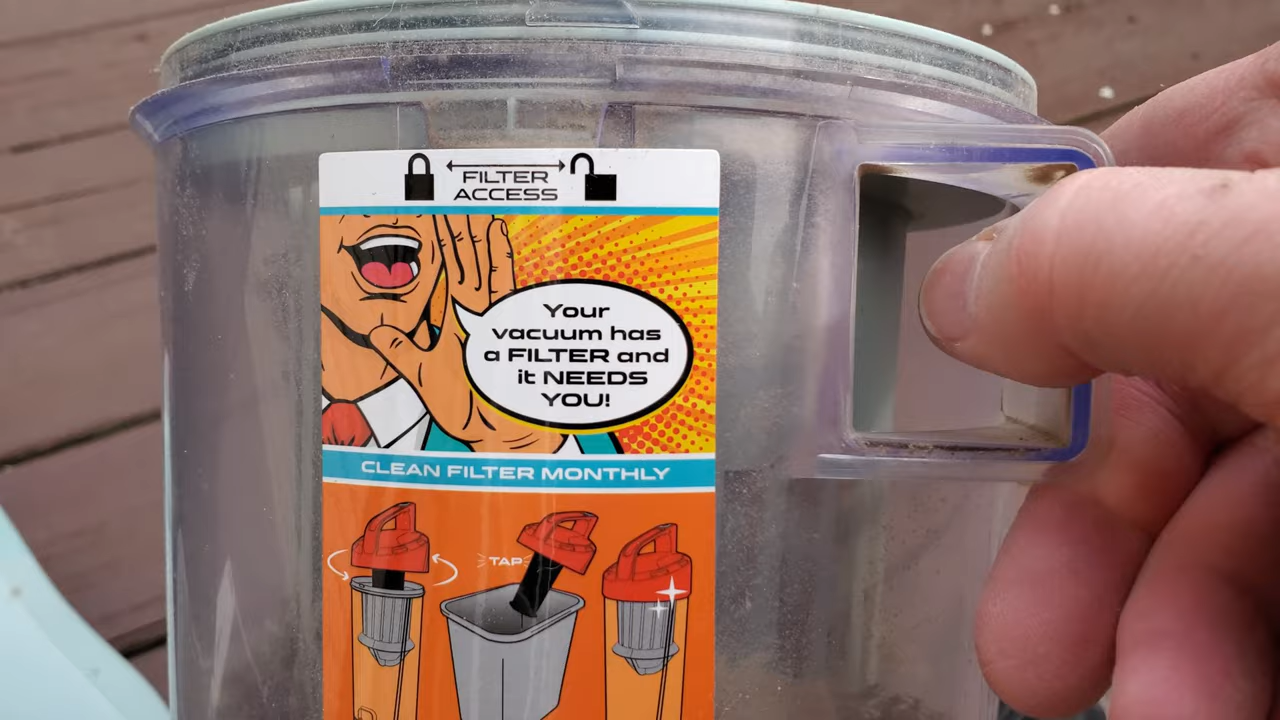 FILTER
ACCESS
Your
vacuum has
a FILTER and
it NEEDS
YOU!
CLEAN FILTER MONTHLY
TAP